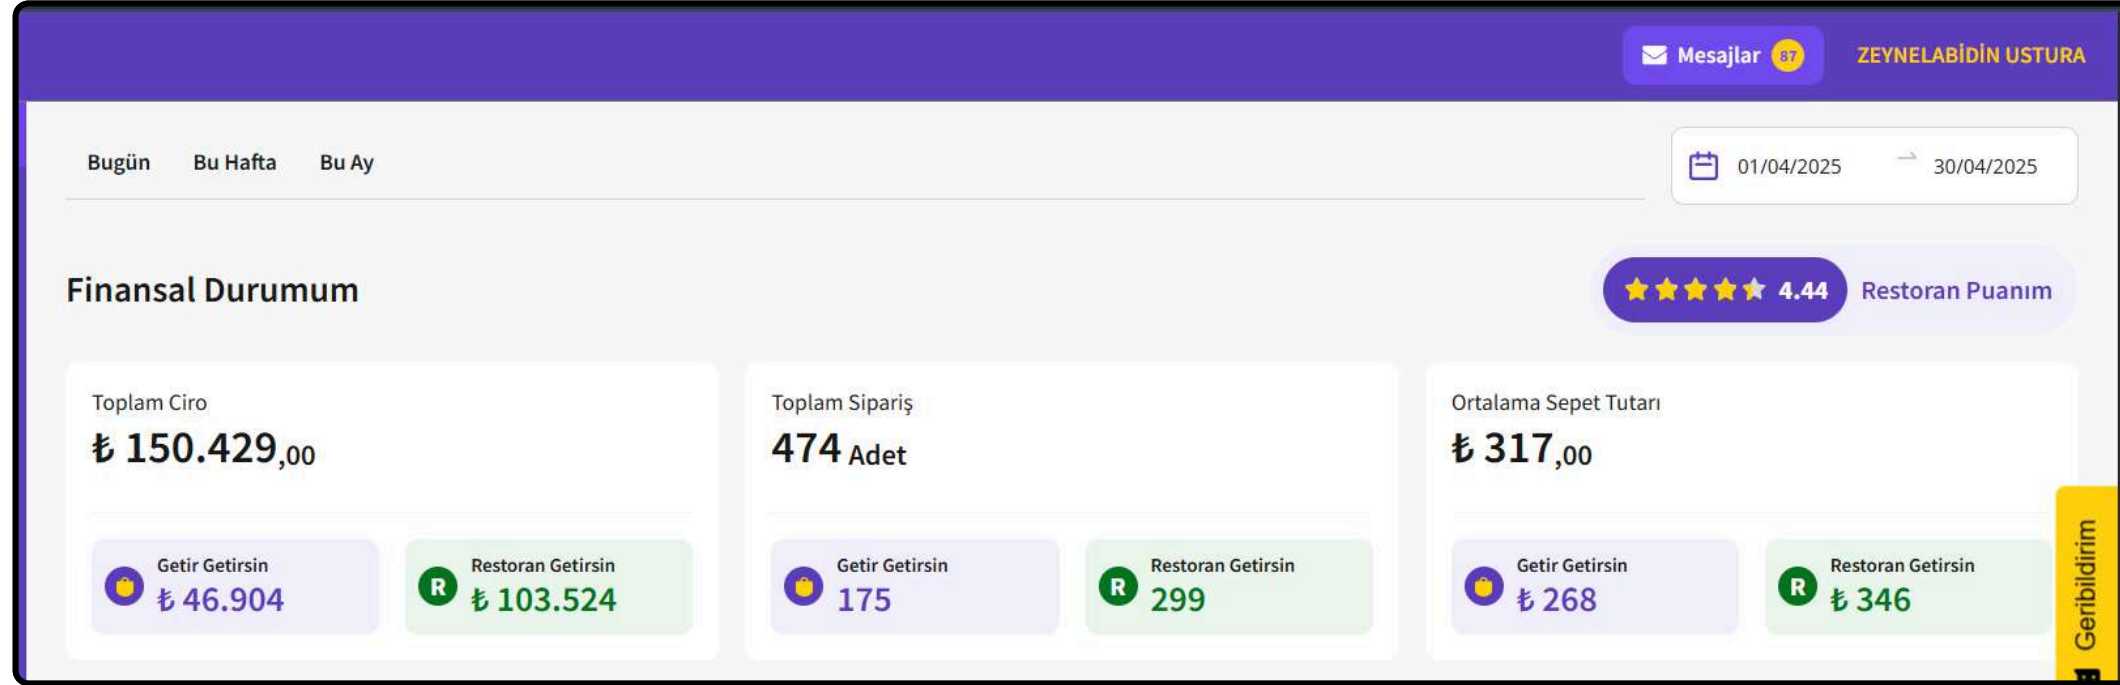 Mesajlar 87 ZEYNELABİDİN USTURA
Bugün Bu Hafta Bu Ay 01/04/2025 30/04/2025
Finansal Durumum 4.44 Restoran Puanım
Toplam Ciro
₺ 150.429,00
Getir Getirsin
₺ 46.904
R
Restoran Getirsin
₺ 103.524
Toplam Sipariş
474 Adet
Getir Getirsin
175
R
Restoran Getirsin
299
Ortalama Sepet Tutarı
₺ 317,00
Getir Getirsin
₺ 268
R
Restoran Getirsin
₺ 346
Geribildirim